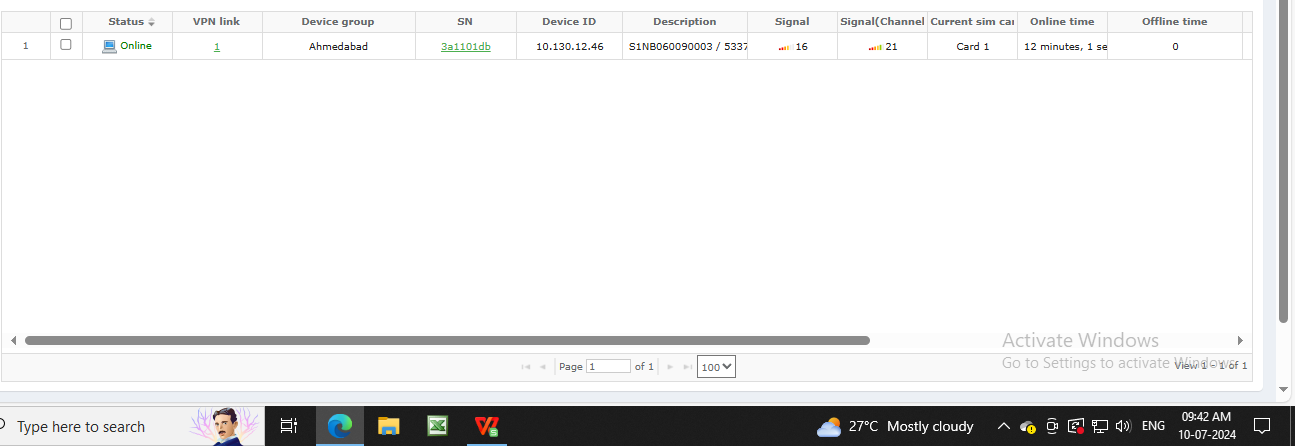 Status VPN link Device group SN Device ID Description Signal Signal(Channel Current sim car Online time Offline time
1 Online 1 Ahmedabad 3a1101db 10.130.12.46 S1NB060090003 / 5337 16 21 Card 1 12 minutes, 1 se 0
Activate Windows
Go to Settings to activate Windows.
Page 1 of 1 100 View 1 - 1 of 1
Type here to search 27°C Mostly cloudy ENG 09:42 AM
10-07-2024